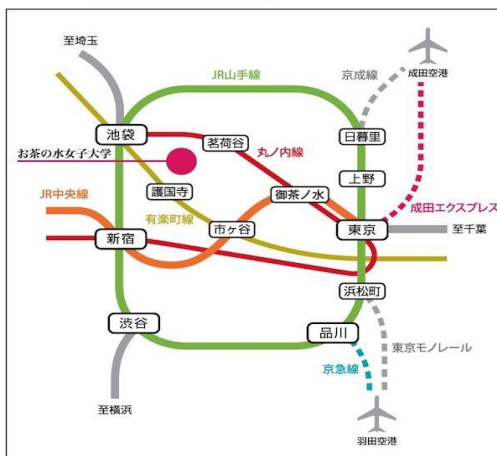 至埼玉
JR山手線
京成線
成田空港
池袋
茗荷谷
丸ノ内線
日暮里
お茶の水女子大学
上野
護国寺
御茶ノ水
JR中央線
有楽町線
市ヶ谷
成田エクスプレス
新宿
東京
至千葉
浜松町
渋谷
品川
東京モノレール
京急線
至横浜
羽田空港